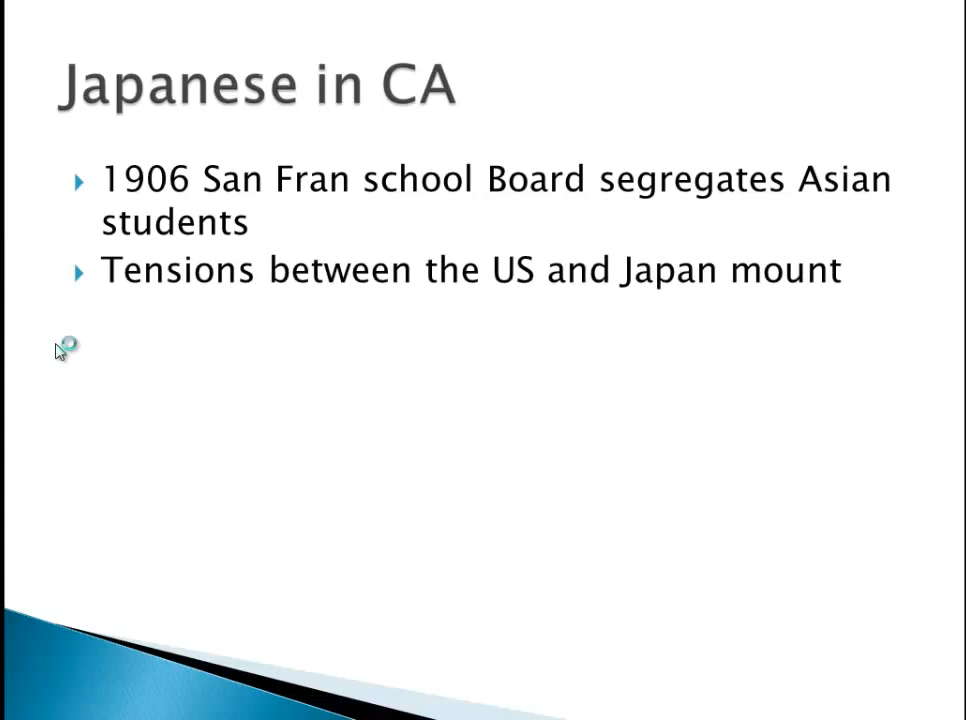 Japanese in CA
1906 San Fran school Board segregates Asian
students
Tensions between the US and Japan mount